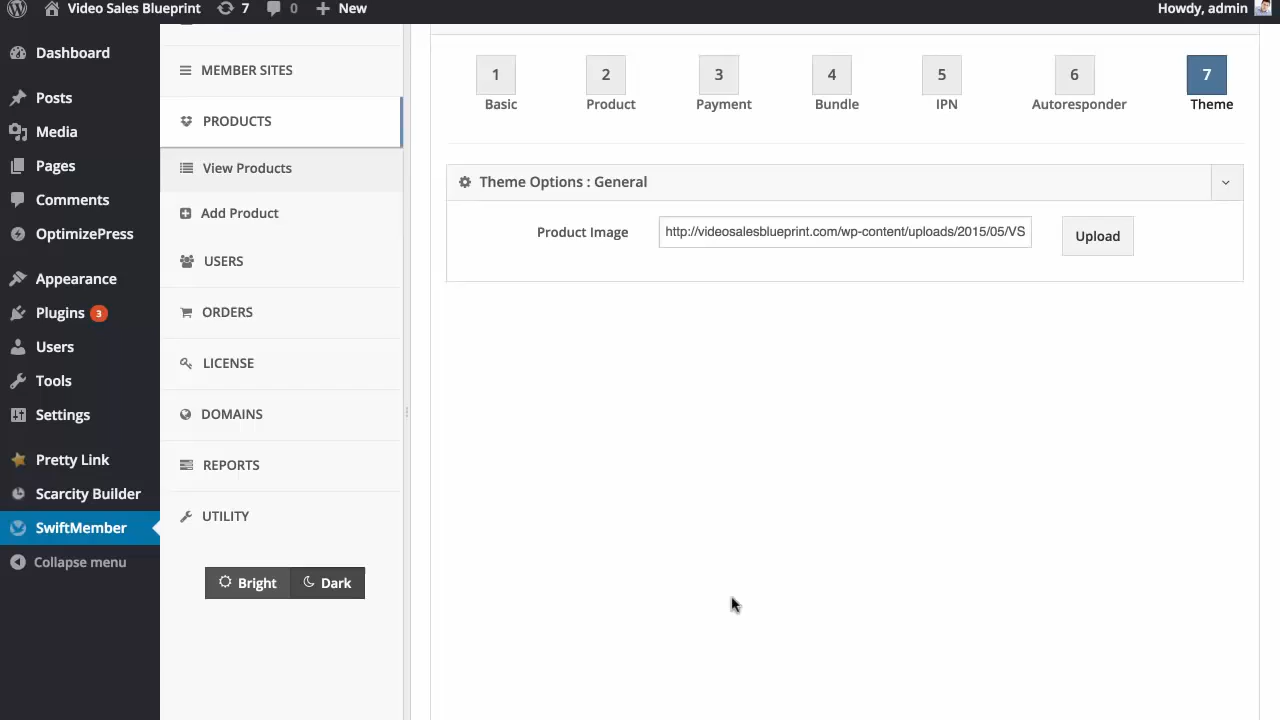 Video Sales Blueprint 7 0 New Howdy, admin
Dashboard
Posts
Media
Pages
Comments
OptimizePress
Appearance
Plugins 3
Users
Tools
Settings
Pretty Link
Scarcity Builder
SwiftMember
Collapse menu
MEMBER SITES
PRODUCTS
View Products
Add Product
USERS
ORDERS
LICENSE
DOMAINS
REPORTS
UTILITY
Bright Dark
1 2 3 4 5 6 7
Basic Product Payment Bundle IPN Autoresponder Theme
Theme Options : General
Product Image http://videosalesblueprint.com/wp-content/uploads/2015/05/VS Upload